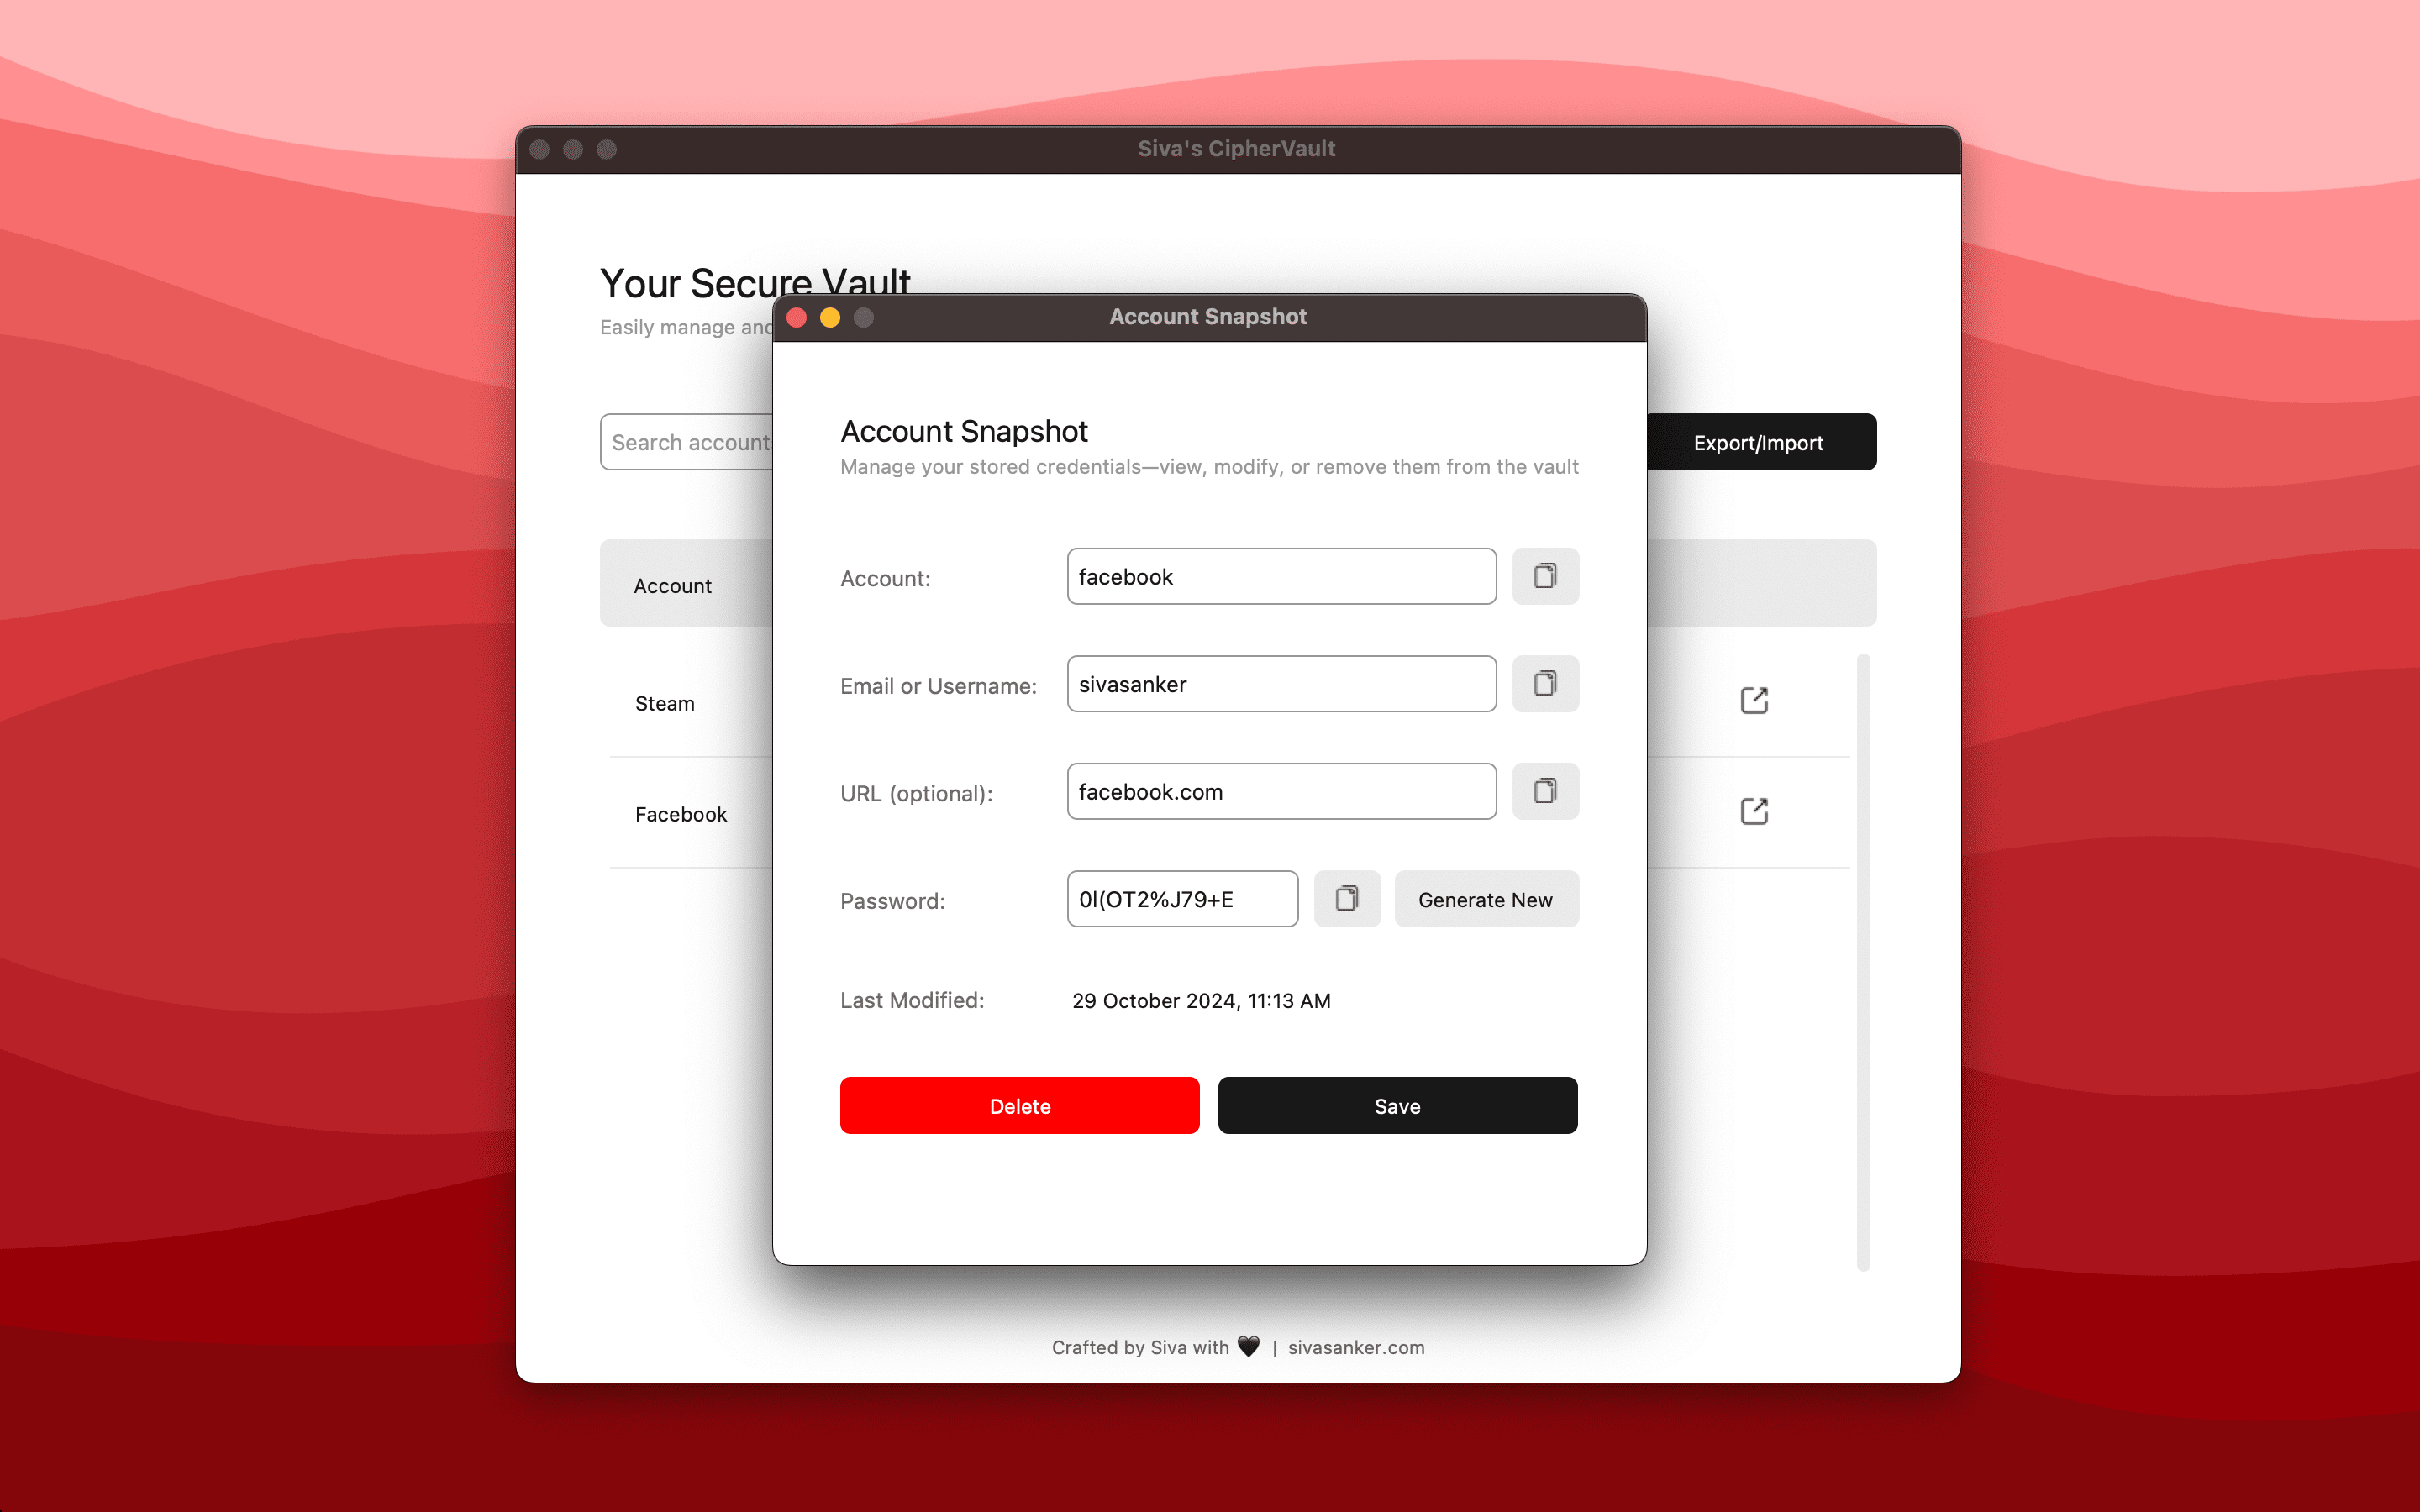 Siva's CipherVault
Your Secure Vault
Easily manage and
Search account
Export/Import
Account
Steam
Facebook
Account Snapshot
Account Snapshot
Manage your stored credentials—view, modify, or remove them from the vault
Account: facebook
Email or Username: sivasanker
URL (optional): facebook.com
Password: 0l(OT2%J79+E Generate New
Last Modified: 29 October 2024, 11:13 AM
Delete Save
Crafted by Siva with 🖤 | sivasanker.com